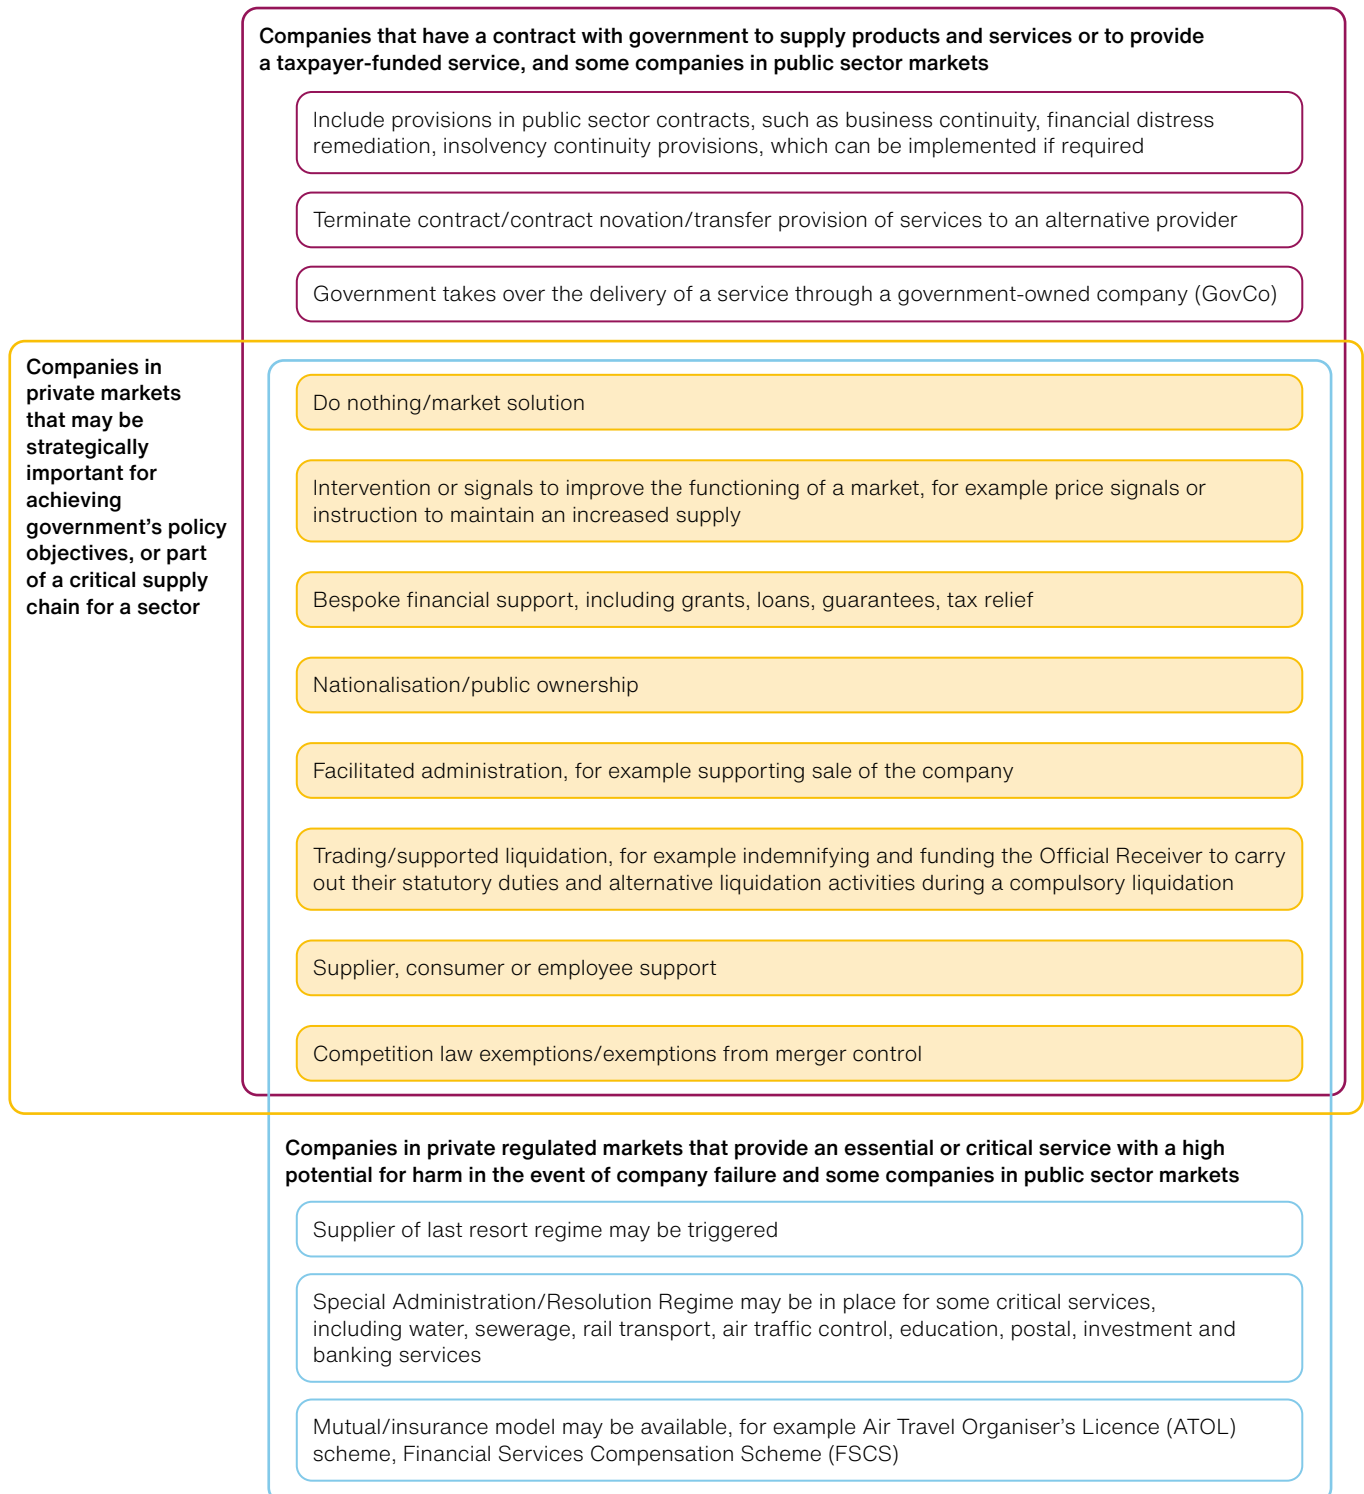 Companies that have a contract with government to supply products and services or to provide
a taxpayer-funded service, and some companies in public sector markets
Include provisions in public sector contracts, such as business continuity, financial distress
remediation, insolvency continuity provisions, which can be implemented if required
Terminate contract/contract novation/transfer provision of services to an alternative provider
Government takes over the delivery of a service through a government-owned company (GovCo)
Companies in
private markets
that may be
strategically
important for
achieving
government’s policy
objectives, or part
of a critical supply
chain for a sector
Do nothing/market solution
Intervention or signals to improve the functioning of a market, for example price signals or
instruction to maintain an increased supply
Bespoke financial support, including grants, loans, guarantees, tax relief
Nationalisation/public ownership
Facilitated administration, for example supporting sale of the company
Trading/supported liquidation, for example indemnifying and funding the Official Receiver to carry
out their statutory duties and alternative liquidation activities during a compulsory liquidation
Supplier, consumer or employee support
Competition law exemptions/exemptions from merger control
Companies in private regulated markets that provide an essential or critical service with a high
potential for harm in the event of company failure and some companies in public sector markets
Supplier of last resort regime may be triggered
Special Administration/Resolution Regime may be in place for some critical services,
including water, sewerage, rail transport, air traffic control, education, postal, investment and
banking services
Mutual/insurance model may be available, for example Air Travel Organiser’s Licence (ATOL)
scheme, Financial Services Compensation Scheme (FSCS)